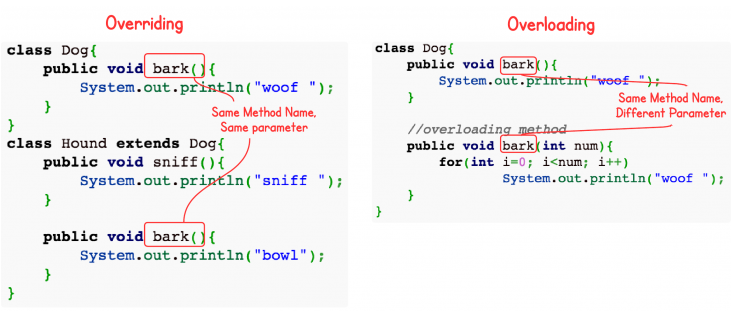 Overriding
class Dog{
public void bark(){
System.out.println("woof ");
}
}
Same Method Name,
Same parameter
class Hound extends Dog{
public void sniff(){
System.out.println("sniff ");
}
public void bark(){
System.out.println("bowl");
}
}
Overloading
class Dog{
public void bark(){
System.out.println("woof ");
}
Same Method Name,
Different Parameter
//overloading method
public void bark(int num){
for(int i=0; i<num; i++)
System.out.println("woof ");
}
}